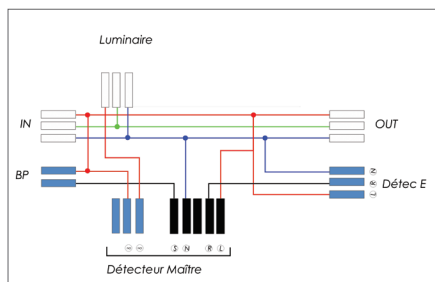 Luminaire
IN
OUT
BP
Détec E
N
R
L
S N R L
Détecteur Maître